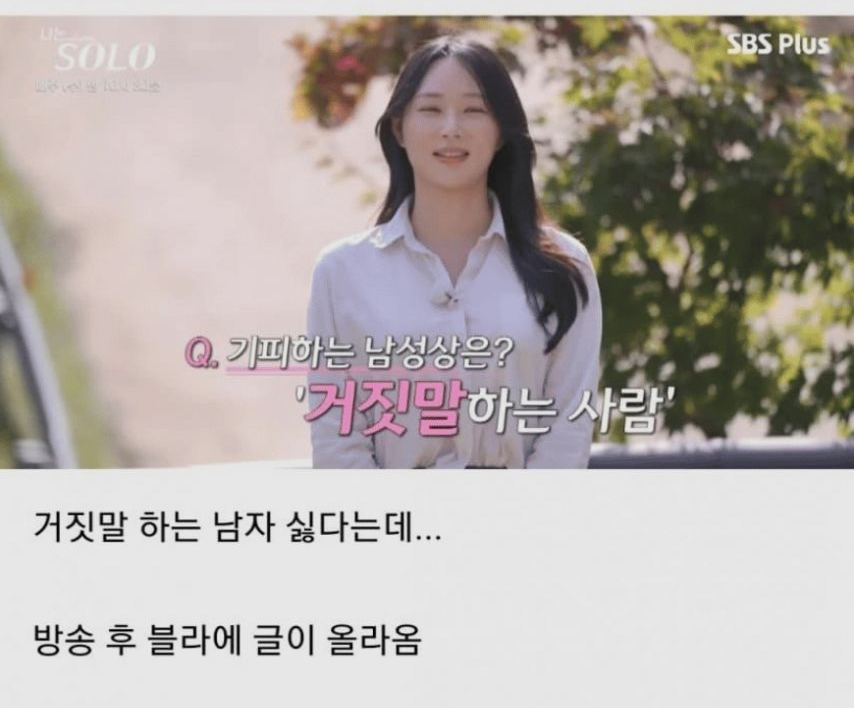 나는
SOLO
SBS Plus
Q. 기피하는 남성상은?
'거짓말하는 사람'
거짓말 하는 남자 싫다는데...
방송 후 블라에 글이 올라옴